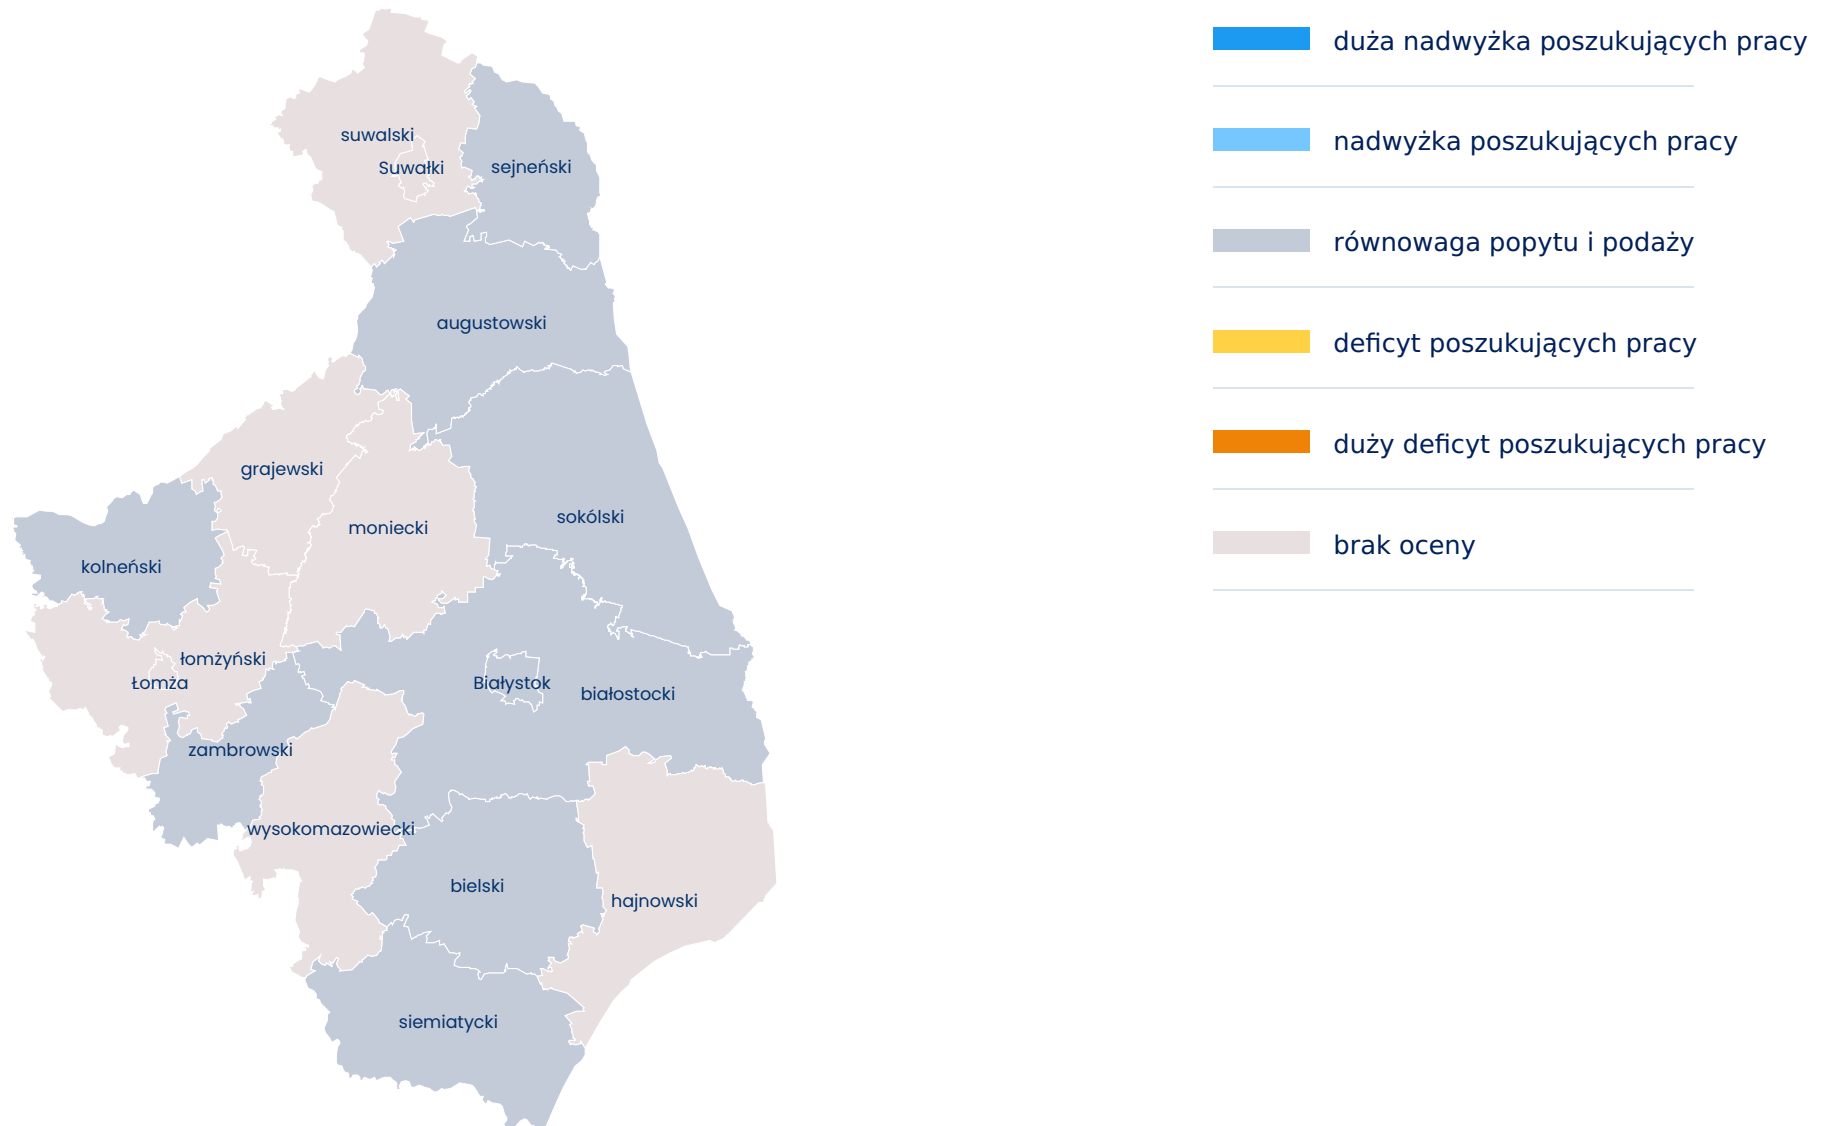 suwalski
Suwałki
sejneński
augustowski
grajewski
moniecki
sokólski
kolneński
łomżyński
Łomża
Białystok
białostocki
zambrowski
wysokomazowiecki
bielski
hajnowski
siemiatycki
duża nadwyżka poszukujących pracy
nadwyżka poszukujących pracy
równowaga popytu i podaży
deficyt poszukujących pracy
duży deficyt poszukujących pracy
brak oceny